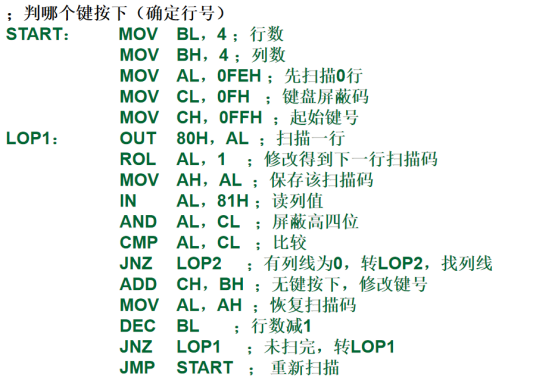 ；判哪个键按下（确定行号）
START： MOV BL，4 ；行数
MOV BH，4 ；列数
MOV AL，0FEH ；先扫描0行
MOV CL，0FH ；键盘屏蔽码
MOV CH，0FFH ；起始键号
LOP1： OUT 80H，AL ；扫描一行
ROL AL，1 ；修改得到下一行扫描码
MOV AH，AL ；保存该扫描码
IN AL，81H ；读列值
AND AL，CL ；屏蔽高四位
CMP AL，CL ；比较
JNZ LOP2 ；有列线为0，转LOP2，找列线
ADD CH，BH ；无键按下，修改键号
MOV AL，AH ；恢复扫描码
DEC BL ；行数减1
JNZ LOP1 ；未扫完，转LOP1
JMP START ；重新扫描